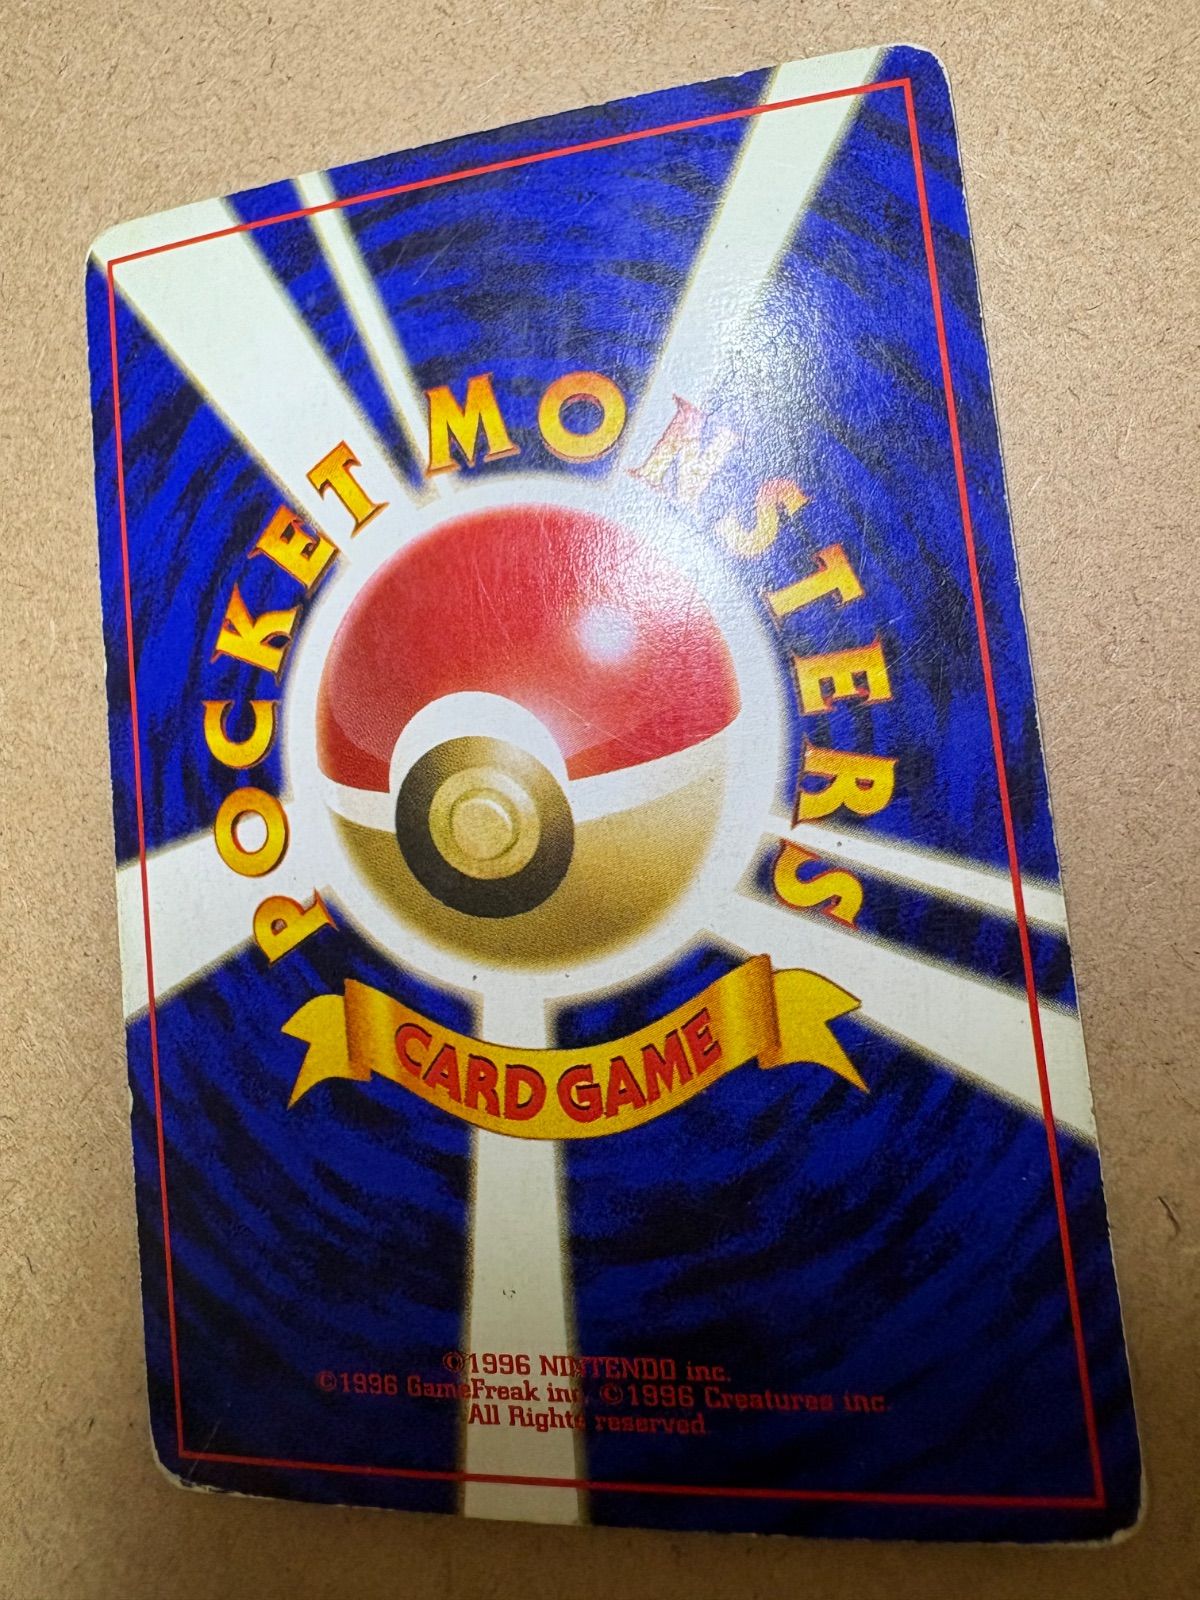 POCKET MONSTERS
CARD GAME
©1996 NINTENDO inc.
©1996 GameFreak inc. ©1996 Creatures inc.
All Rights reserved.